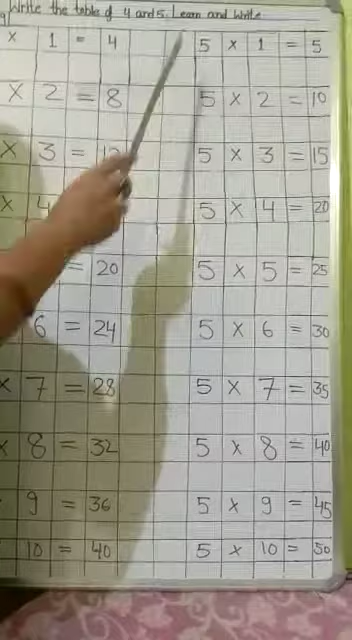 Write the table of 4 and 5. Learn and write
x 1 = 4 5 x 1 = 5
x 2 = 8 5 x 2 = 10
x 3 = 5 x 3 = 15
x 4 5 x 4 = 20
= 20 5 x 5 = 25
6 = 24 5 x 6 = 30
x 7 = 28 5 x 7 = 35
x 8 = 32 5 x 8 = 40
9 = 36 5 x 9 = 45
10 = 40 5 x 10 = 50